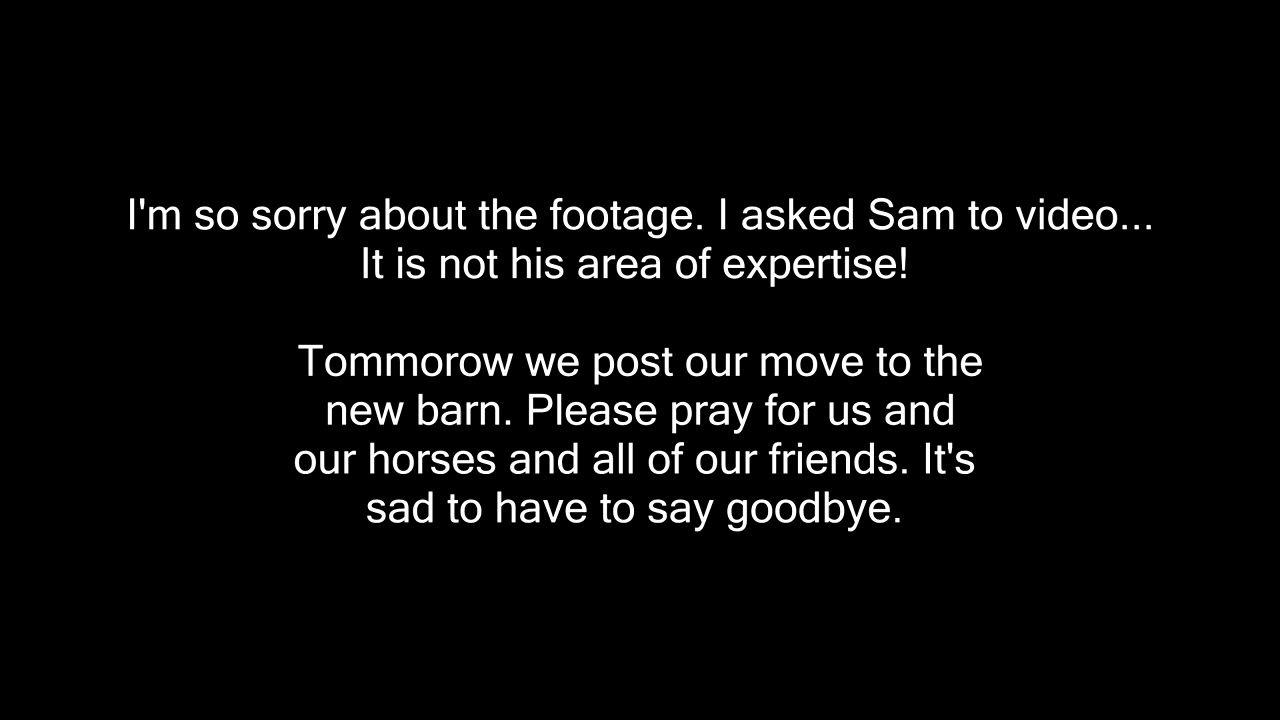 I'm so sorry about the footage. I asked Sam to video...
It is not his area of expertise!
Tommorow we post our move to the
new barn. Please pray for us and
our horses and all of our friends. It's
sad to have to say goodbye.